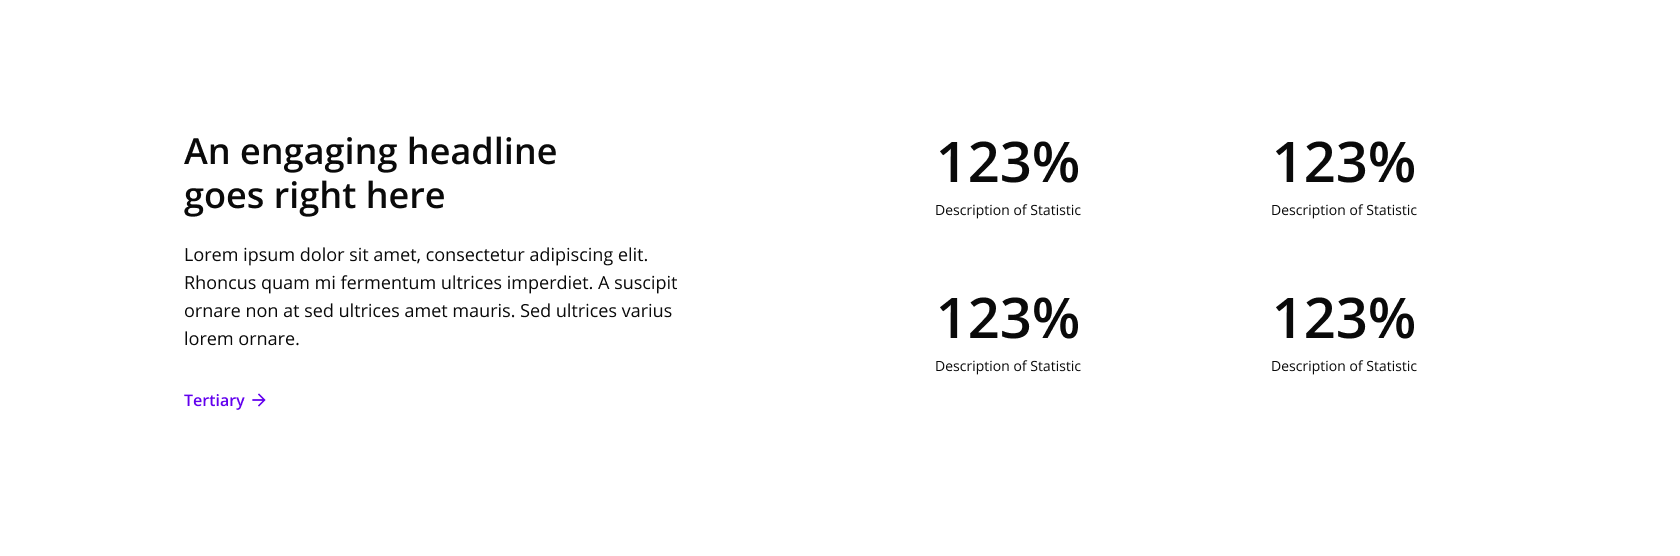 An engaging headline
goes right here
Lorem ipsum dolor sit amet, consectetur adipiscing elit.
Rhoncus quam mi fermentum ultrices imperdiet. A suscipit
ornare non at sed ultrices amet mauris. Sed ultrices varius
lorem ornare.
Tertiary →
123%
Description of Statistic
123%
Description of Statistic
123%
Description of Statistic
123%
Description of Statistic